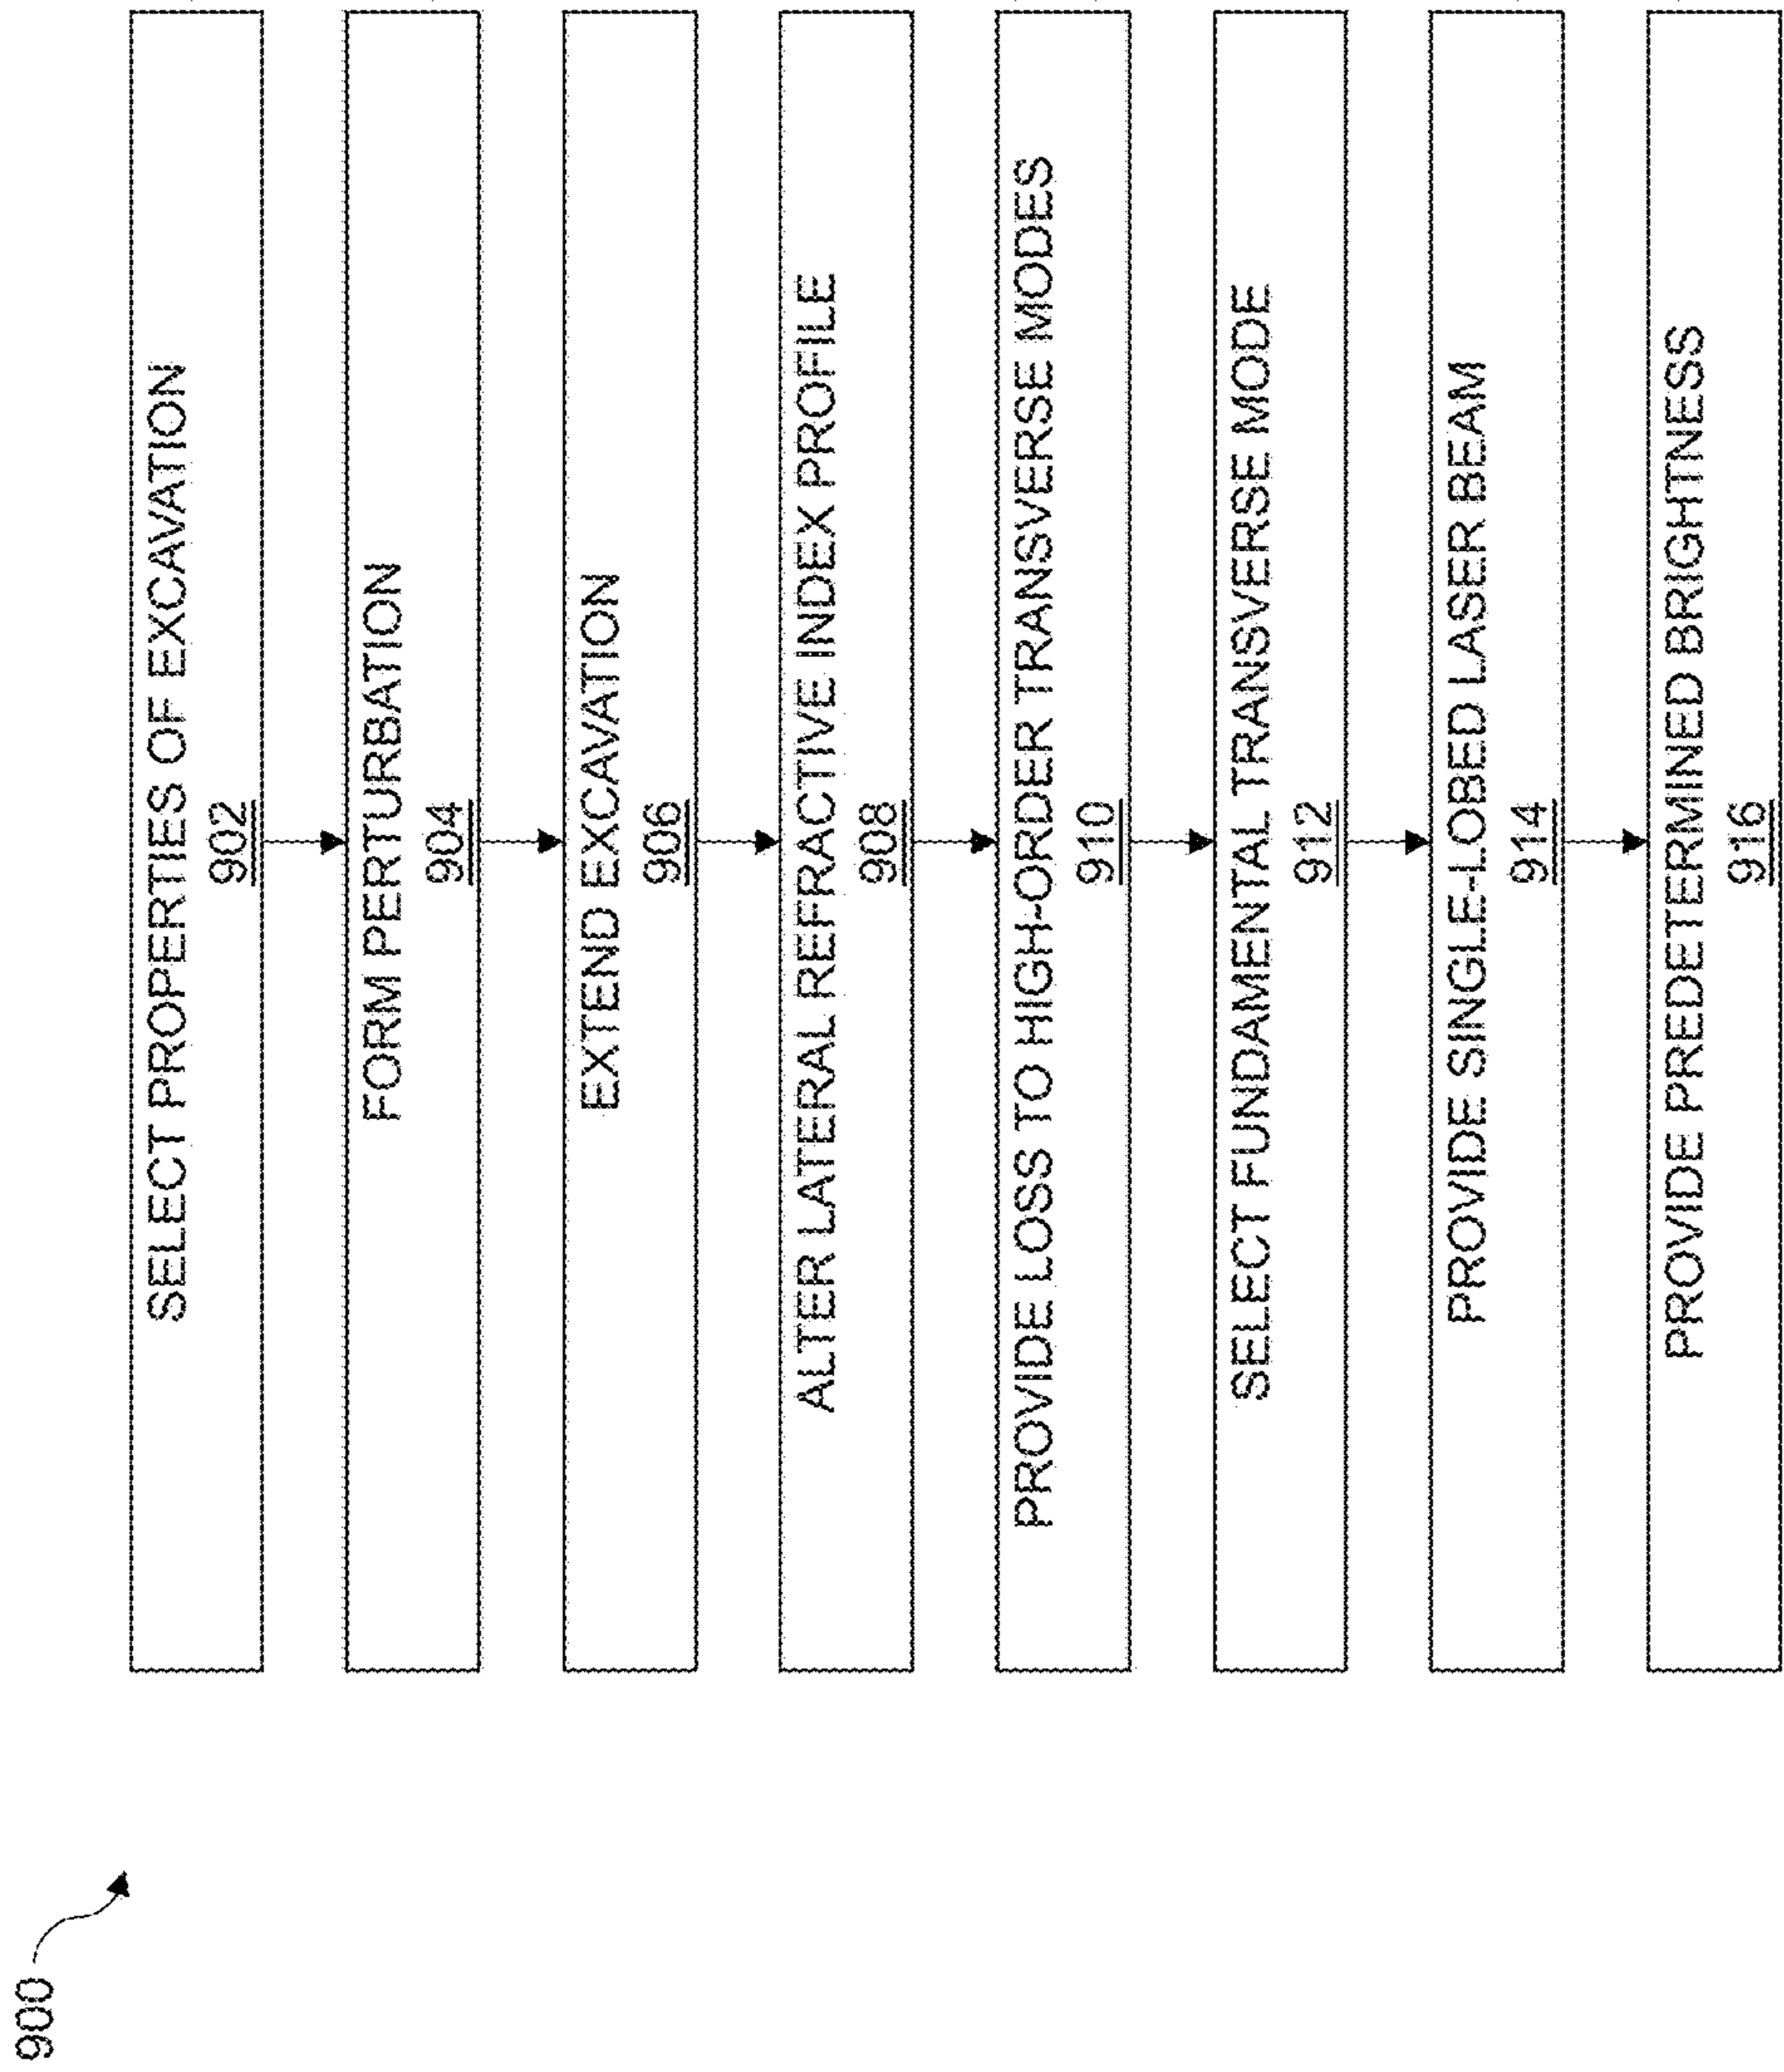 900
SELECT PROPERTIES OF EXCAVATION
902
FORM PERTURBATION
904
EXTEND EXCAVATION
906
ALTER LATERAL REFRACTIVE INDEX PROFILE
908
PROVIDE LOSS TO HIGH-ORDER TRANSVERSE MODES
910
SELECT FUNDAMENTAL TRANSVERSE MODE
912
PROVIDE SINGLE-LOBED LASER BEAM
914
PROVIDE PREDETERMINED BRIGHTNESS
916